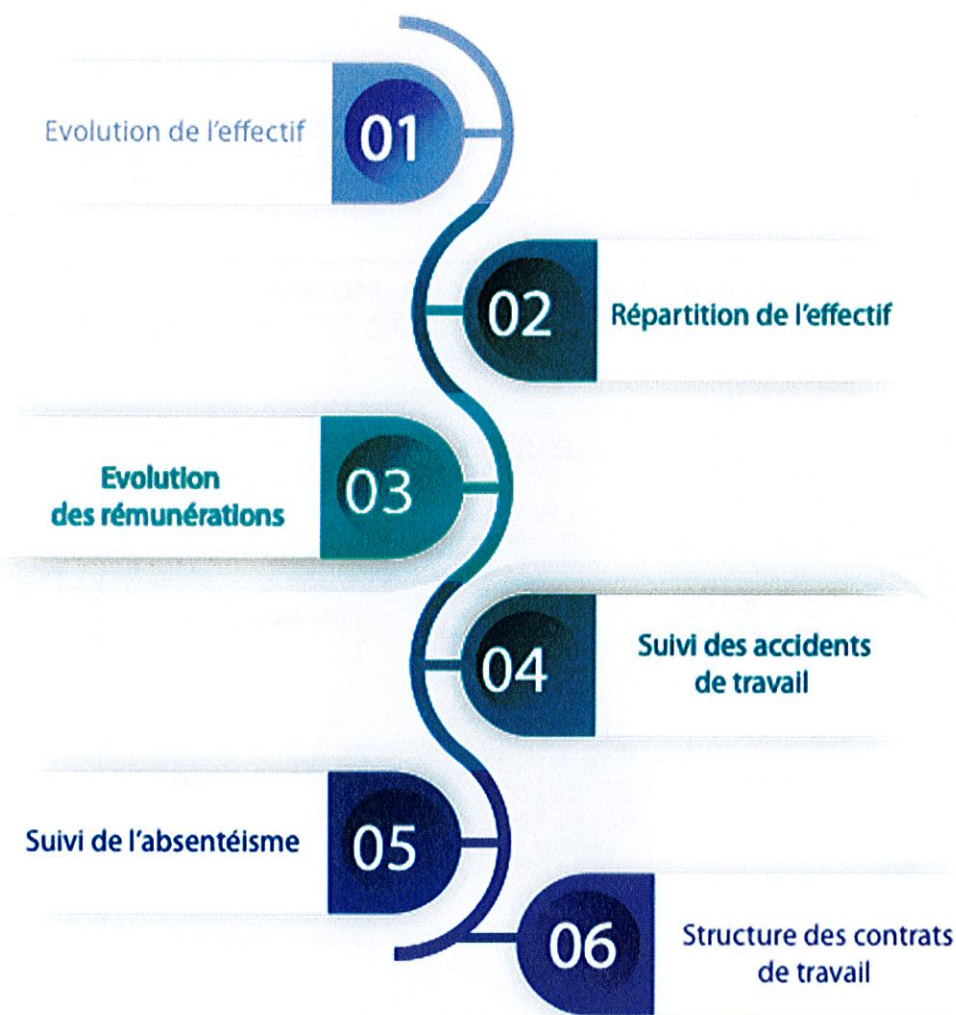 Evolution de l'effectif
01
02
Répartition de l'effectif
Evolution
des rémunérations
03
04
Suivi des accidents
de travail
Suivi de l'absentéisme
05
06
Structure des contrats
de travail